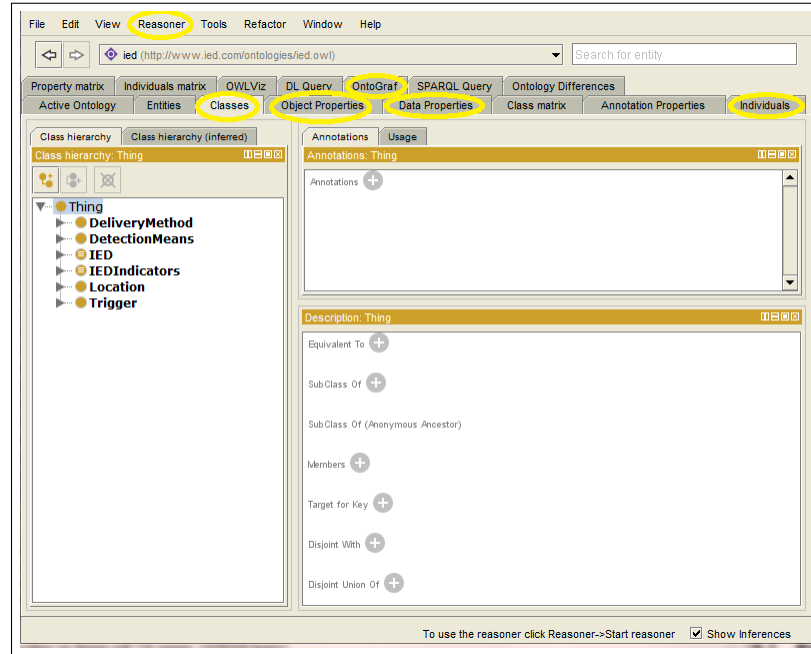 File Edit View Reasoner Tools Refactor Window Help
ied (http://www.ied.com/ontologies/ied.owl) Search for entity
Property matrix Individuals matrix OWLViz DL Query OntoGraf SPARQL Query Ontology Differences
Active Ontology Entities Classes Object Properties Data Properties Class matrix Annotation Properties Individuals
Class hierarchy Class hierarchy (inferred)
Class hierarchy: Thing
Thing
DeliveryMethod
DetectionMeans
IED
IEDIndicators
Location
Trigger
Annotations Usage
Annotations: Thing
Annotations
Description: Thing
Equivalent To
SubClass Of
SubClass Of (Anonymous Ancestor)
Members
Target for Key
Disjoint With
Disjoint Union Of
To use the reasoner click Reasoner->Start reasoner Show Inferences